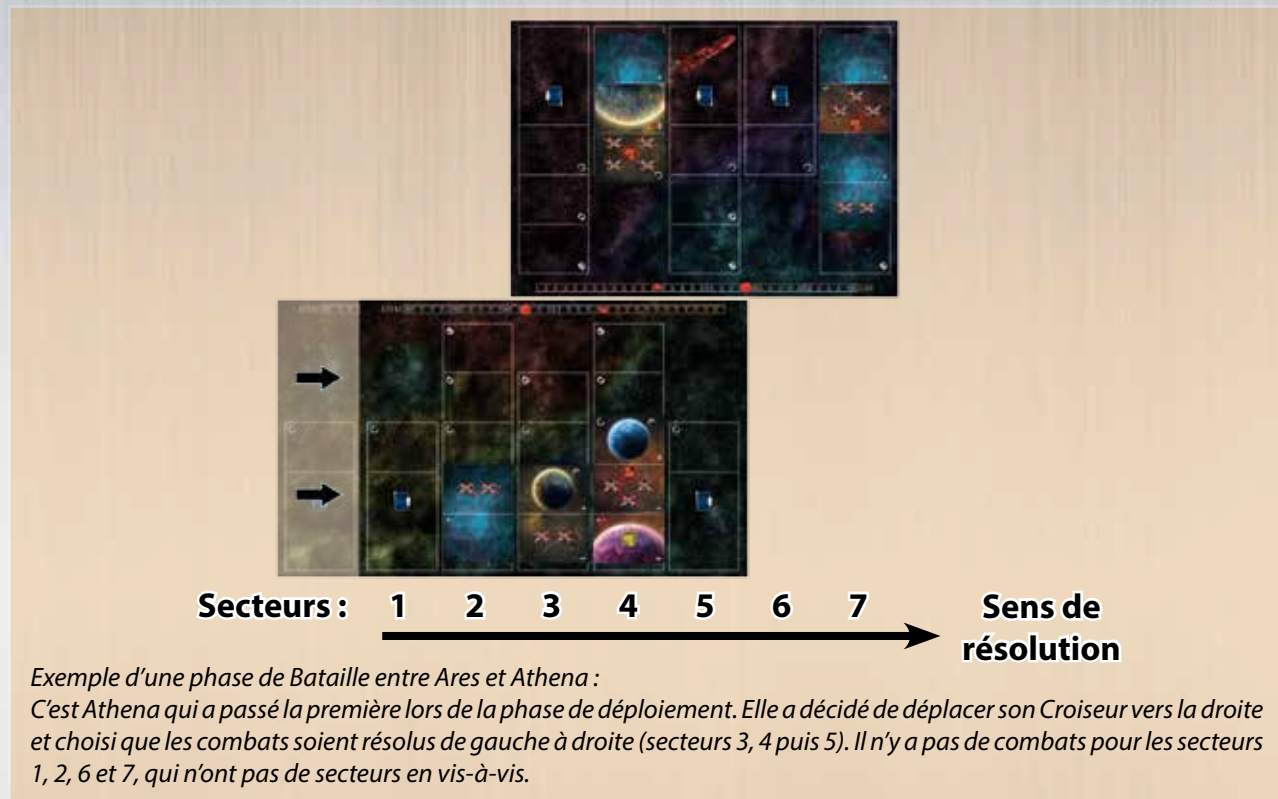 Secteurs : 1 2 3 4 5 6 7 Sens de
résolution
Exemple d'une phase de Bataille entre Ares et Athena :
C'est Athena qui a passé la première lors de la phase de déploiement. Elle a décidé de déplacer son Croiseur vers la droite
et choisi que les combats soient résolus de gauche à droite (secteurs 3, 4 puis 5). Il n'y a pas de combats pour les secteurs
1, 2, 6 et 7, qui n'ont pas de secteurs en vis-à-vis.